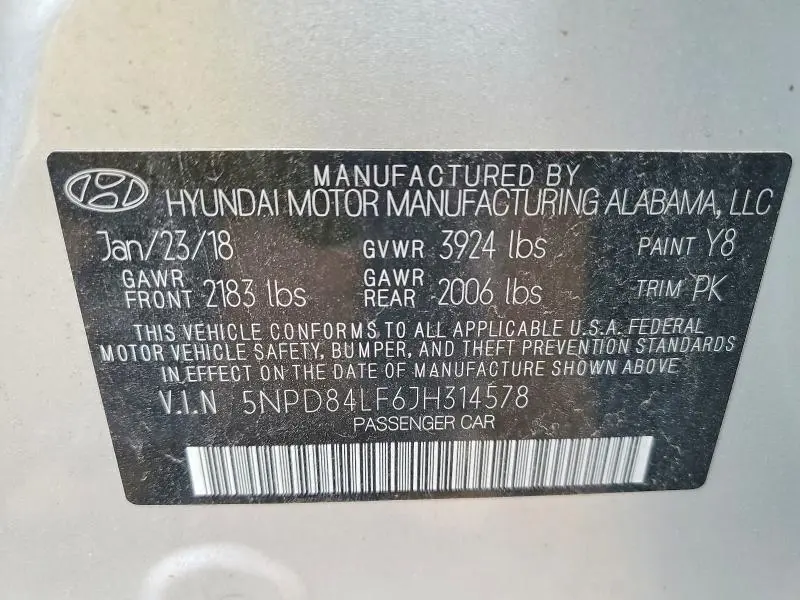 MANUFACTURED BY
HYUNDAI MOTOR MANUFACTURING ALABAMA, LLC
Jan/23/18 GVWR 3924 lbs PAINT Y8
GAWR FRONT 2183 lbs GAWR REAR 2006 lbs TRIM PK
THIS VEHICLE CONFORMS TO ALL APPLICABLE U.S.A. FEDERAL
MOTOR VEHICLE SAFETY, BUMPER, AND THEFT PREVENTION STANDARDS
IN EFFECT ON THE DATE OF MANUFACTURE SHOWN ABOVE
V.I.N 5NPD84LF6JH314578
PASSENGER CAR